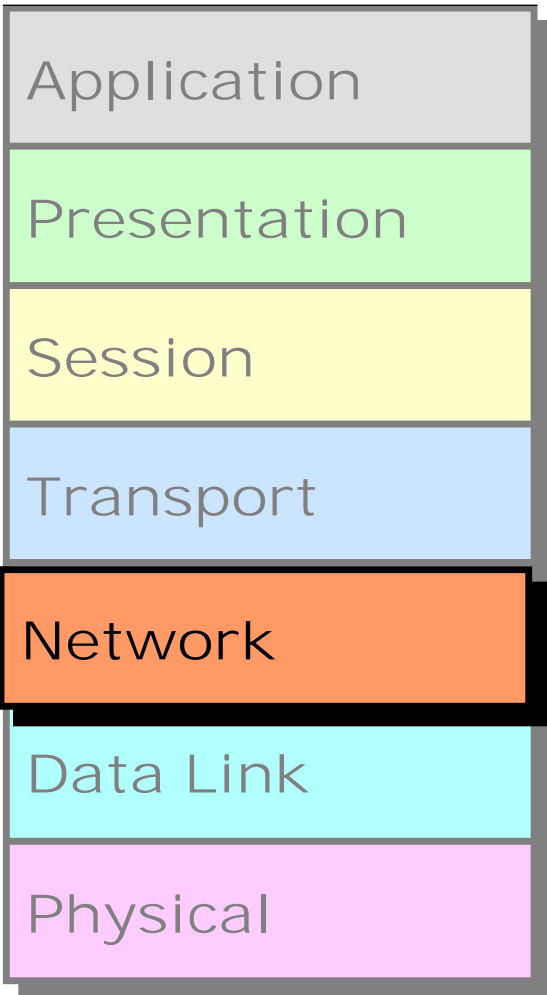 Application
Presentation
Session
Transport
Network
Data Link
Physical